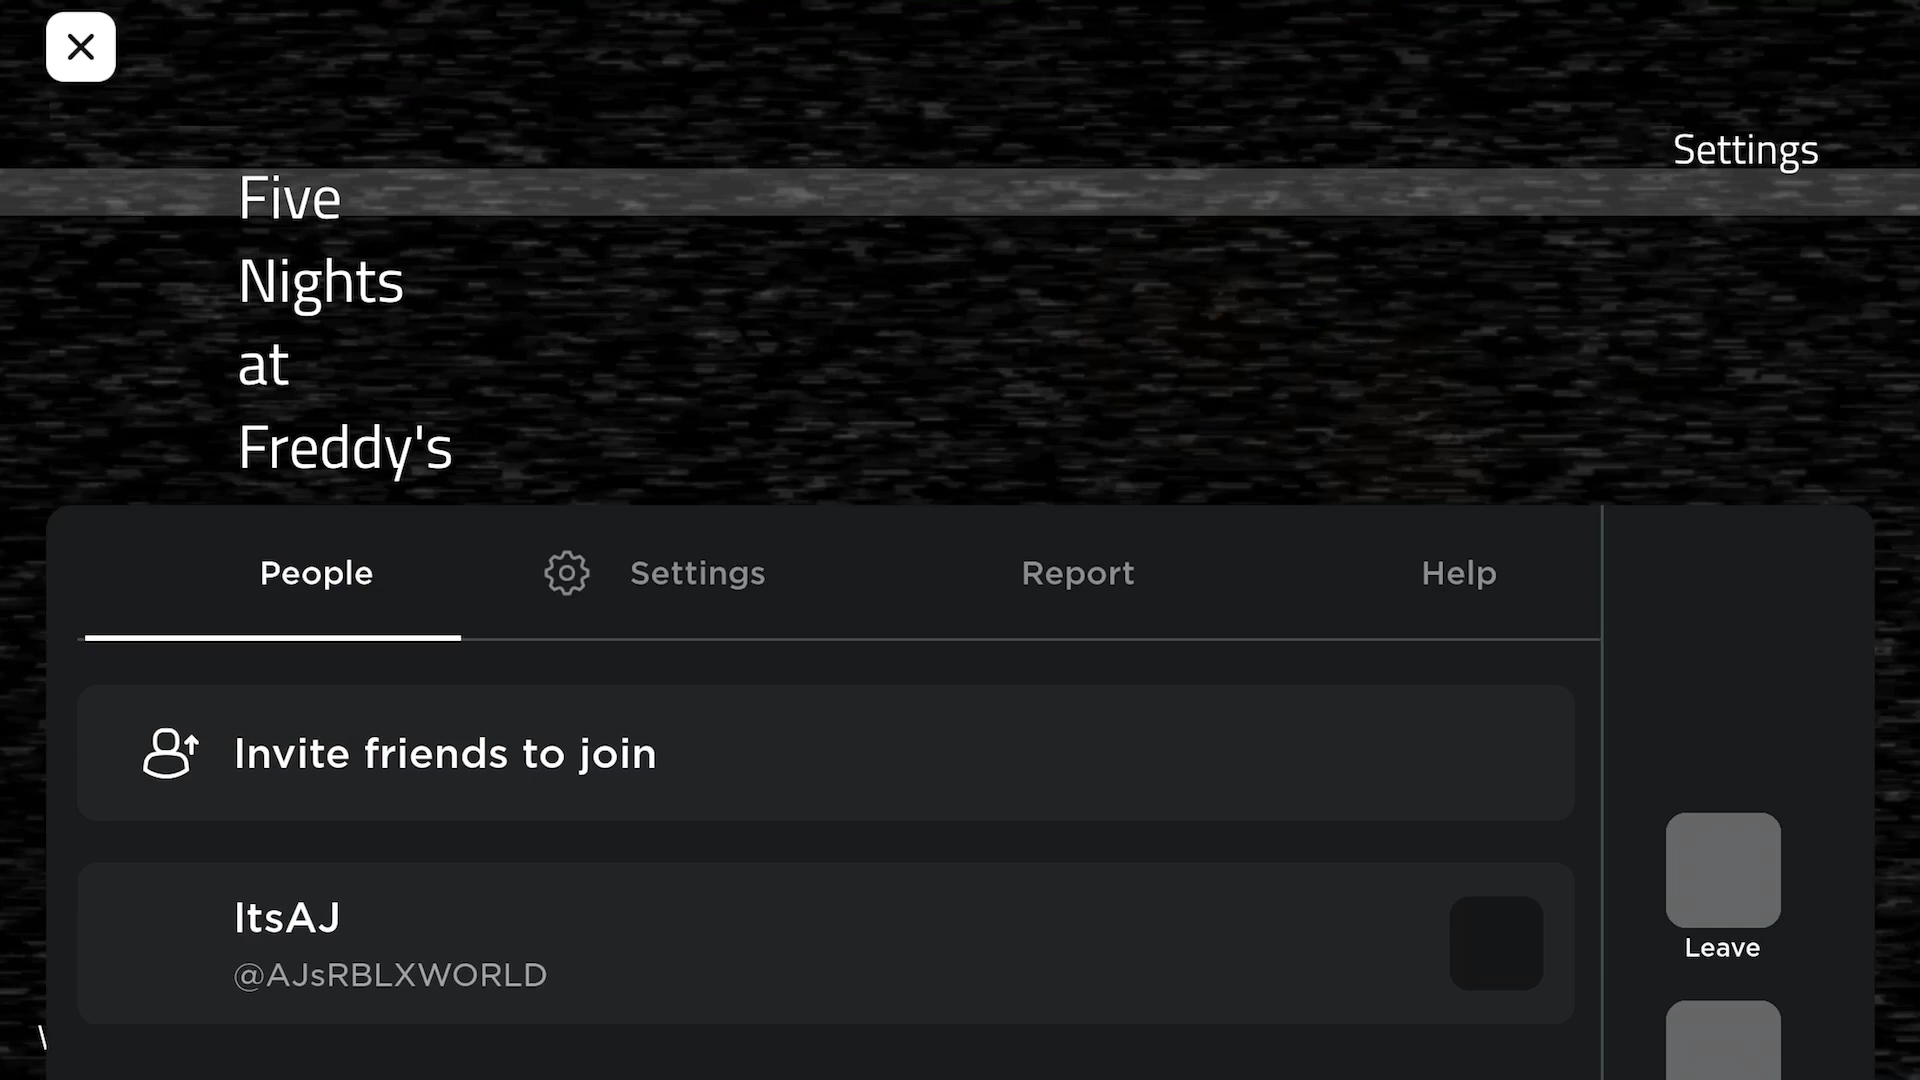 Settings
Five
Nights
at
Freddy's
People
Settings
Report
Help
Invite friends to join
ItsAJ
@AJsRBLXWORLD
Leave